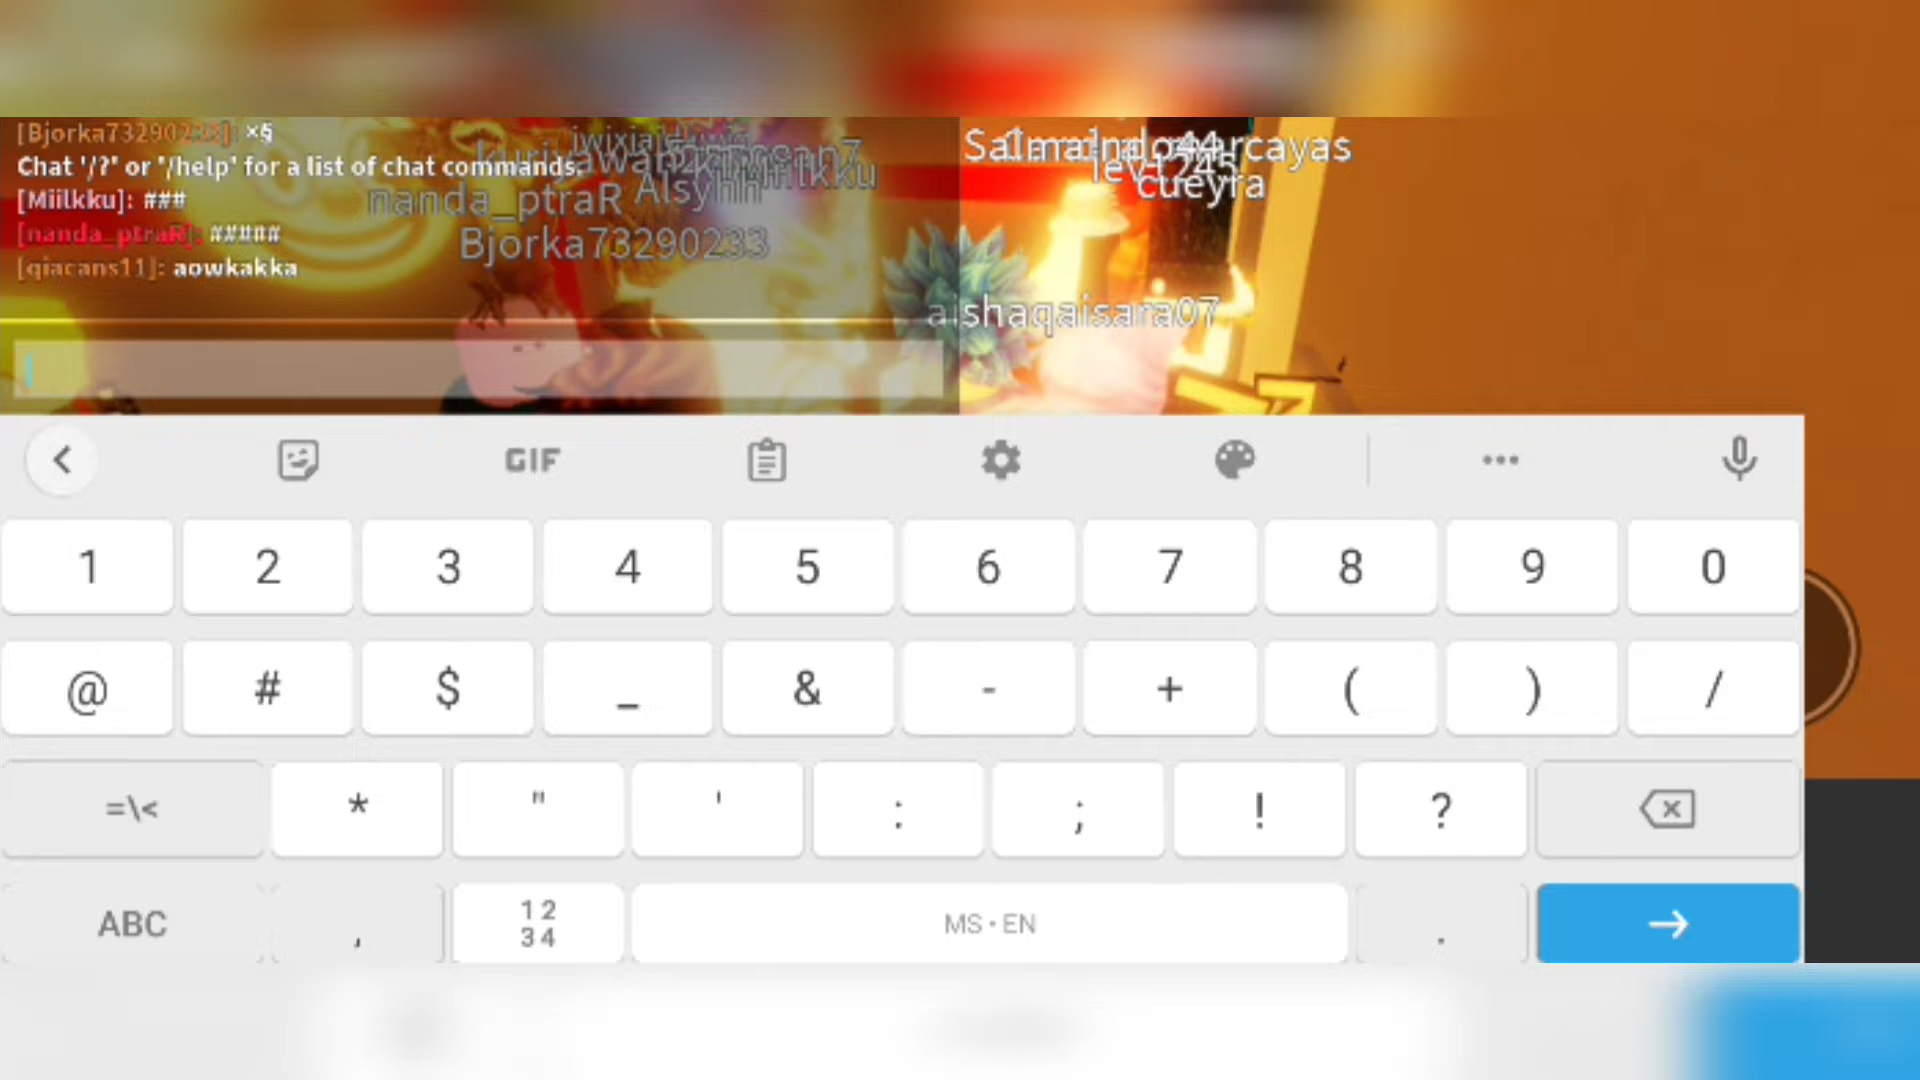 [Bjorka73290233]: ×§
Chat '/?' or '/help' for a list of chat commands.
[Miilkku]: ###
[nanda_ptraR]: #####
[qiacans11]: aowkakka
nanda_ptraR Alsyhh
Bjorka73290233
cueyra
aishaqaisara07
GIF
1 2 3 4 5 6 7 8 9 0
@ # $ _ & - + ( ) /
=\< * " ' : ; ! ?
ABC , 1 2 3 4 MS • EN .